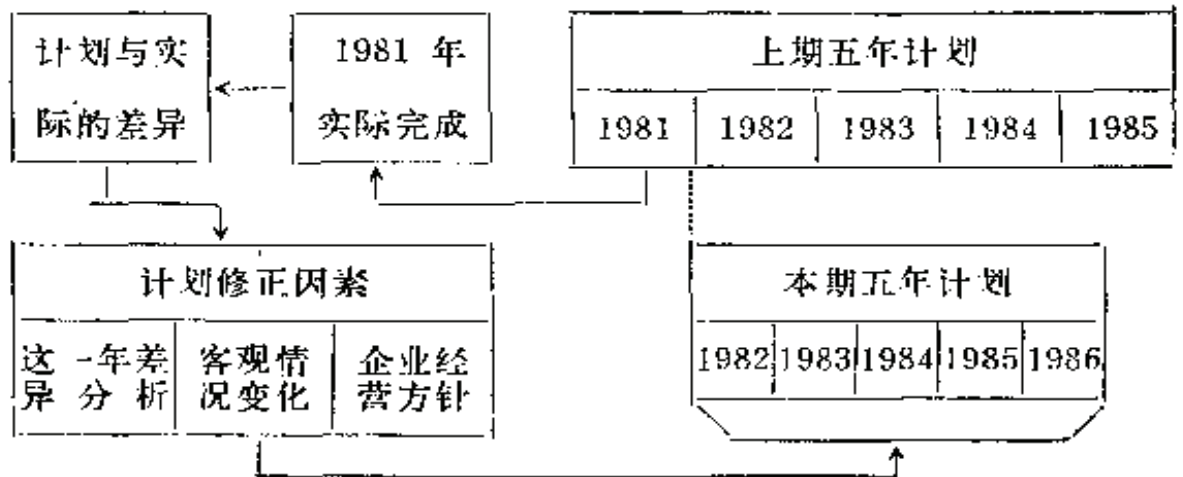 计划与实
际的差异
1981 年
实际完成
上期五年计划
1981 1982 1983 1984 1985
计划修正因素
这一年差
异分析
客观情
况变化
企业经
营方针
本期五年计划
1982 1983 1984 1985 1986